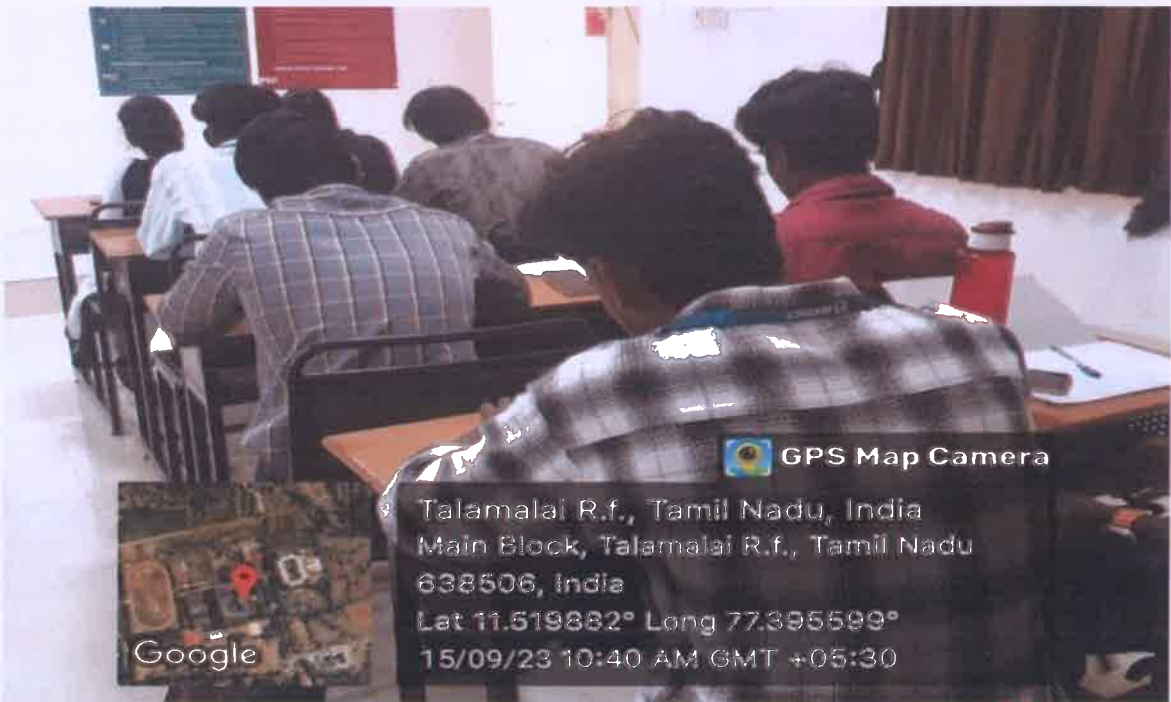 GPS Map Camera
Talamalai R.f., Tamil Nadu, India
Main Block, Talamalai R.f., Tamil Nadu
638506, India
Lat 11.519882° Long 77.395599°
15/09/23 10:40 AM GMT +05:30
Google